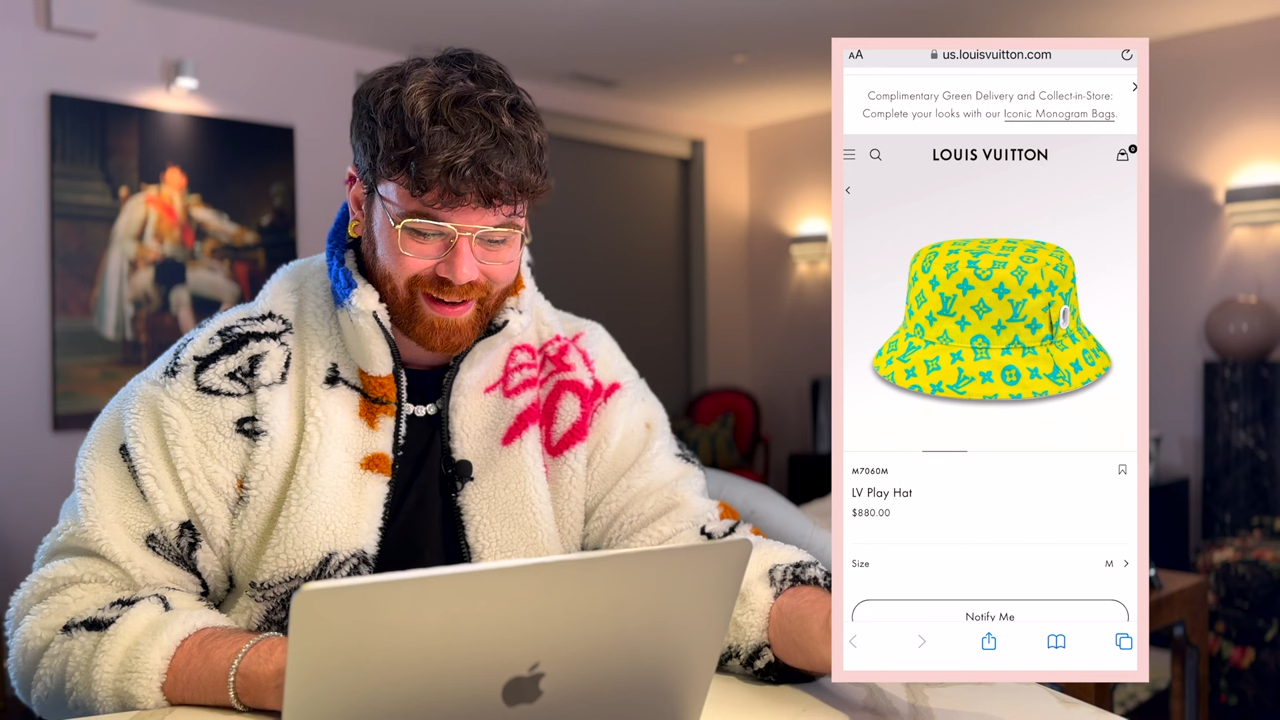 AA
us.louisvuitton.com
Complimentary Green Delivery and Collect-in-Store:
Complete your looks with our Iconic Monogram Bags.
LOUIS VUITTON
0
M7060M
LV Play Hat
$880.00
Size M
Notify Me